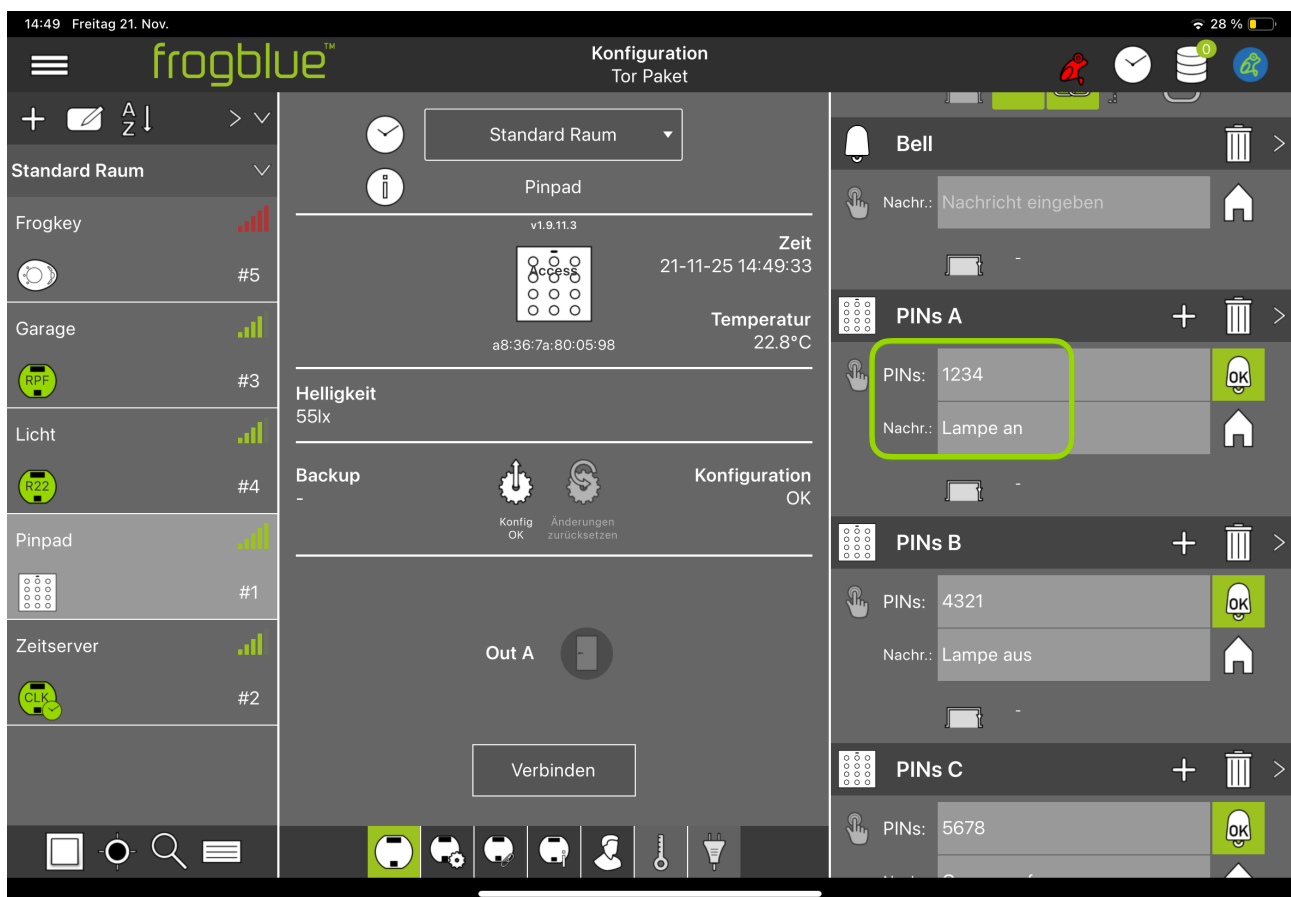 14:49 Freitag 21. Nov.
28 %
frogblue™
Konfiguration
Tor Paket
0
A
Z
Standard Raum
Frogkey
#5
Garage
RPF
#3
Licht
R22
#4
Pinpad
#1
Zeitserver
CLK
#2
Standard Raum
Pinpad
v1.9.11.3
Access
a8:36:7a:80:05:98
Zeit
21-11-25 14:49:33
Temperatur
22.8°C
Helligkeit
55lx
Backup
-
Konfig
OK
Änderungen
zurücksetzen
Konfiguration
OK
Out A
Verbinden
Bell
Nachr.: Nachricht eingeben
-
PINs A
PINs: 1234
OK
Nachr.: Lampe an
-
PINs B
PINs: 4321
OK
Nachr.: Lampe aus
-
PINs C
PINs: 5678
OK